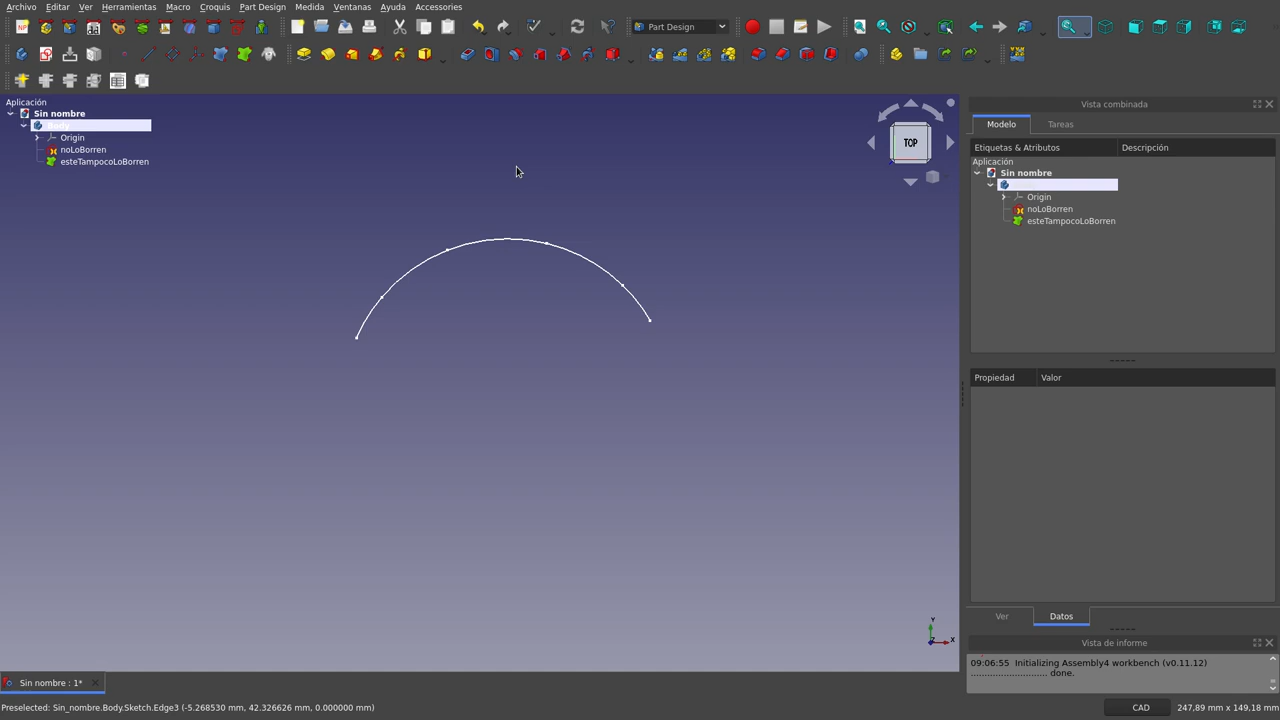 Archivo Editar Ver Herramientas Macro Croquis Part Design Medida Ventanas Ayuda Accessories
Part Design
Aplicación
Sin nombre
Body
Origin
noLoBorren
esteTampocoLoBorren
TOP
Y
X
Vista combinada
Modelo Tareas
Etiquetas & Atributos Descripción
Aplicación
Sin nombre
Origin
noLoBorren
esteTampocoLoBorren
Propiedad Valor
Ver Datos
Vista de informe
09:06:55 Initializing Assembly4 workbench (v0.11.12)
............................ done.
Sin nombre : 1*
Preselected: Sin_nombre.Body.Sketch.Edge3 (-5.268530 mm, 42.326626 mm, 0.000000 mm)
CAD 247,89 mm x 149,18 mm